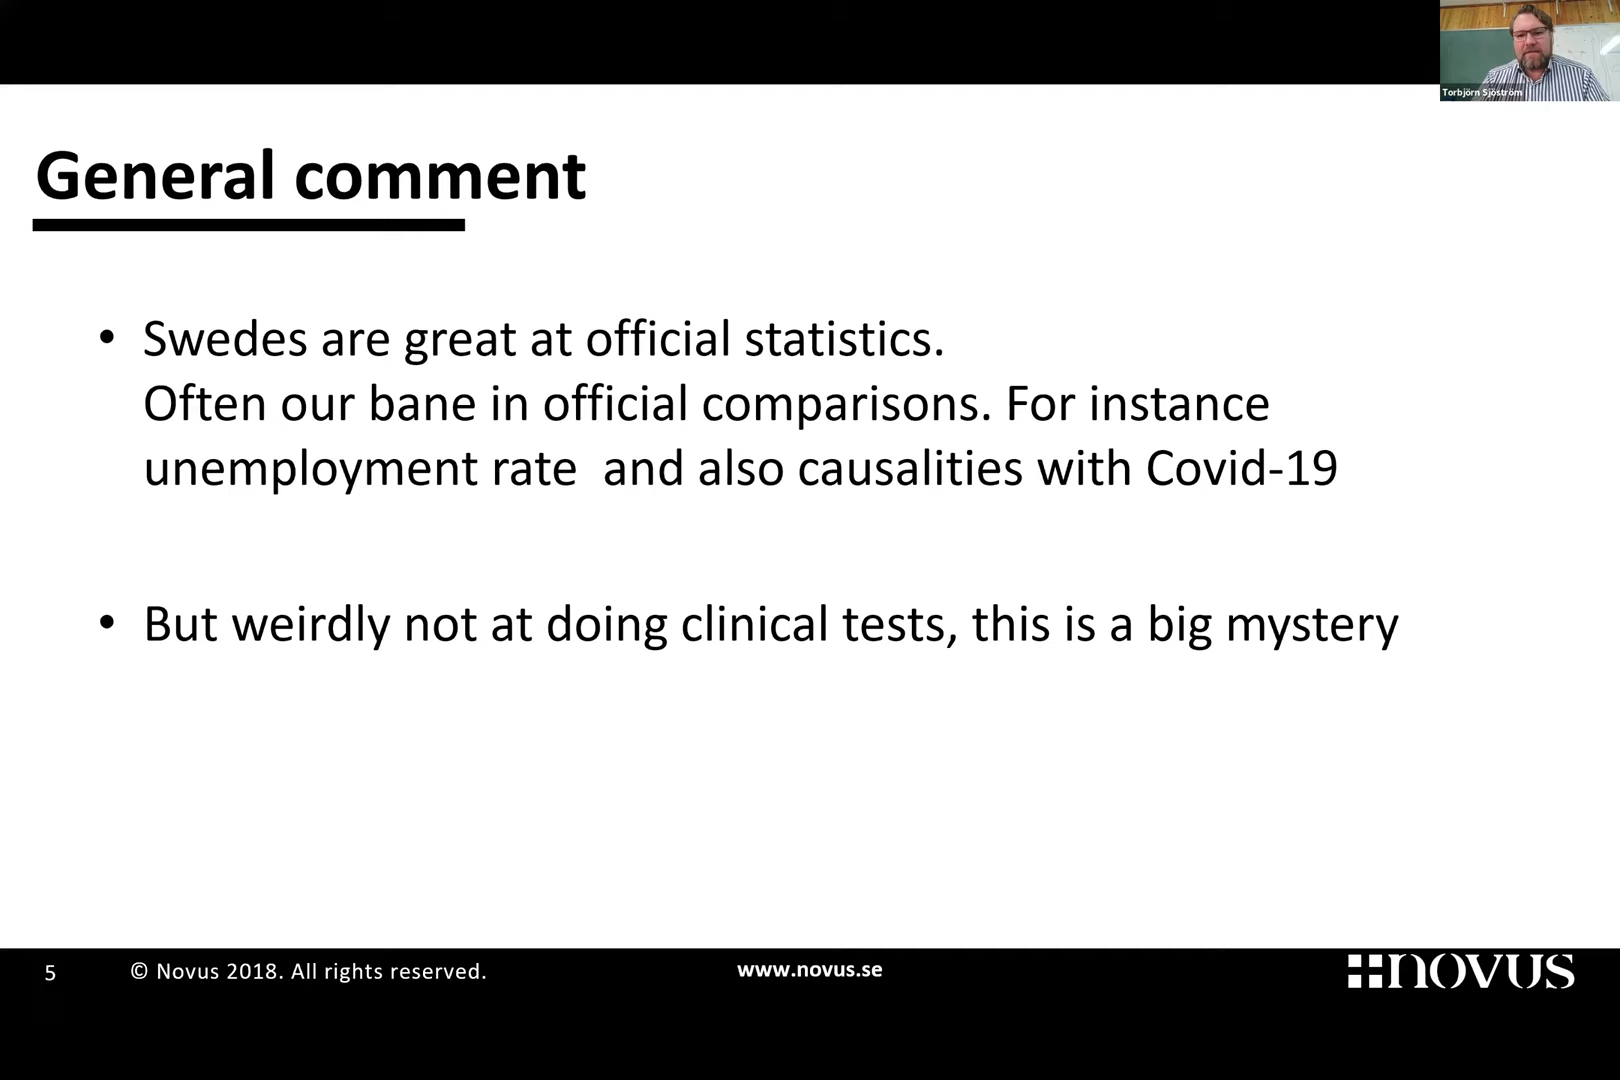 Torbjörn Sjöström
General comment
• Swedes are great at official statistics.
Often our bane in official comparisons. For instance
unemployment rate  and also causalities with Covid-19
• But weirdly not at doing clinical tests, this is a big mystery
5 © Novus 2018. All rights reserved. www.novus.se novus